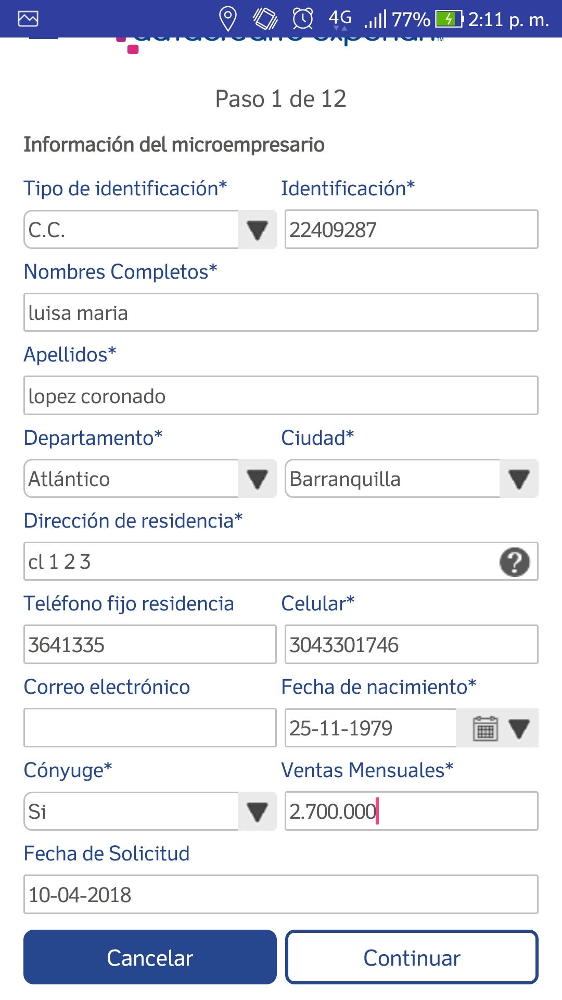 4G 77% 2:11 p. m.
datacrédito experian™
Paso 1 de 12
Información del microempresario
Tipo de identificación* Identificación*
C.C. 22409287
Nombres Completos*
luisa maria
Apellidos*
lopez coronado
Departamento* Ciudad*
Atlántico Barranquilla
Dirección de residencia*
cl 1 2 3 ?
Teléfono fijo residencia Celular*
3641335 3043301746
Correo electrónico Fecha de nacimiento*
25-11-1979
Cónyuge* Ventas Mensuales*
Si 2.700.000
Fecha de Solicitud
10-04-2018
Cancelar Continuar